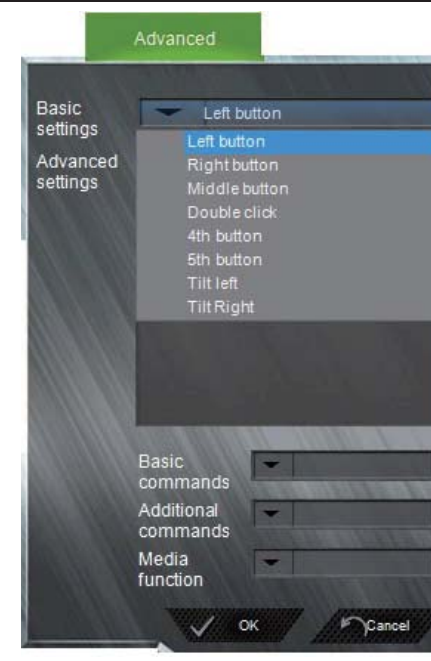 Advanced
Basic
settings
Advanced
settings
Left button
Left button
Right button
Middle button
Double click
4th button
5th button
Tilt left
Tilt Right
Basic
commands
Additional
commands
Media
function
OK
Cancel